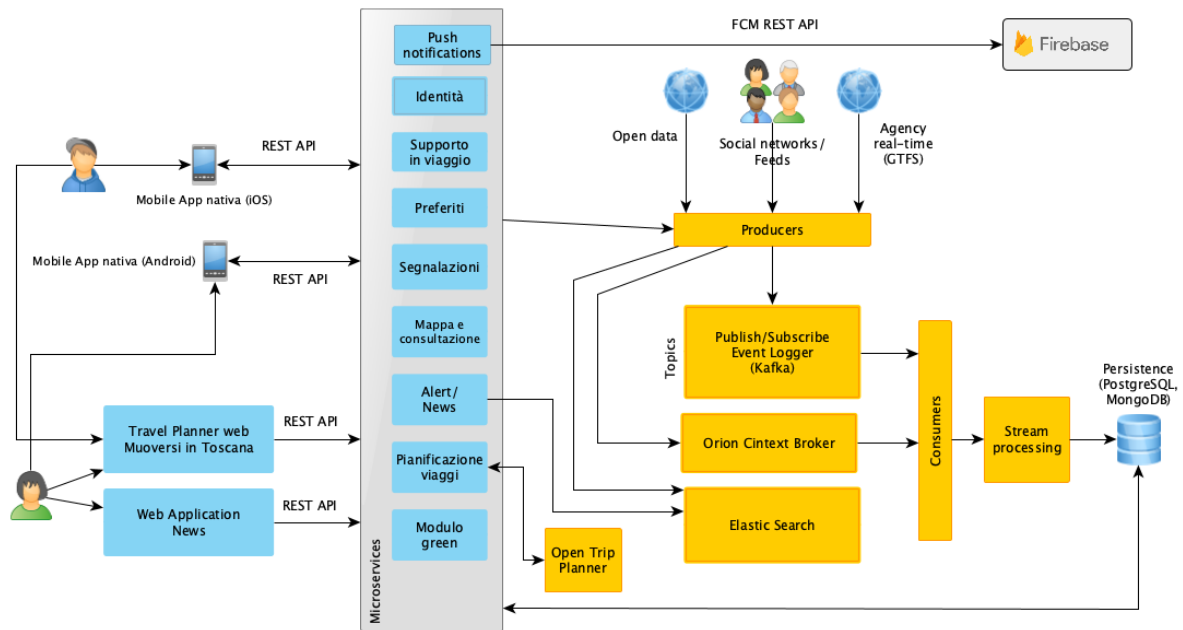 FCM REST API
Firebase
Push
notifications
Identità
Supporto
in viaggio
Preferiti
Segnalazioni
Mappa e
consultazione
Alert/
News
Pianificazione
viaggi
Modulo
green
Microservices
REST API
Mobile App nativa (iOS)
Mobile App nativa (Android)
REST API
Travel Planner web
Muoversi in Toscana
REST API
Web Application
News
REST API
Open data
Social networks/
Feeds
Agency
real-time
(GTFS)
Producers
Topics
Publish/Subscribe
Event Logger
(Kafka)
Orion Cintext Broker
Elastic Search
Open Trip
Planner
Consumers
Stream
processing
Persistence
(PostgreSQL,
MongoDB)